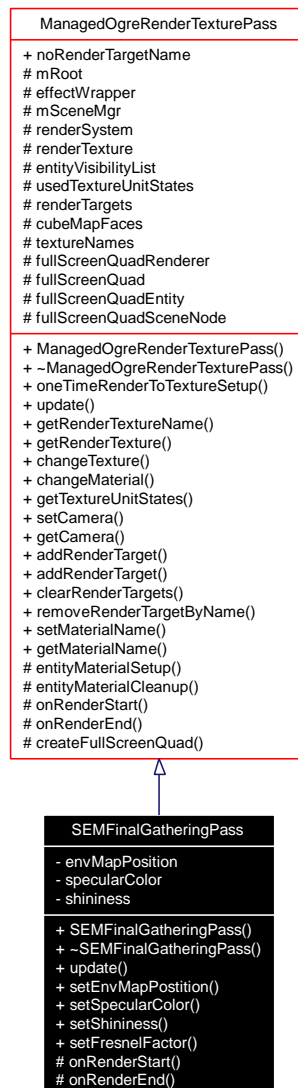 ManagedOgreRenderTexturePass
+ noRenderTargetName
# mRoot
# effectWrapper
# mSceneMgr
# renderSystem
# renderTexture
# entityVisibilityList
# usedTextureUnitStates
# renderTargets
# cubeMapFaces
# textureNames
# fullScreenQuadRenderer
# fullScreenQuad
# fullScreenQuadEntity
# fullScreenQuadSceneNode
+ ManagedOgreRenderTexturePass()
+ ~ManagedOgreRenderTexturePass()
+ oneTimeRenderToTextureSetup()
+ update()
+ getRenderTextureName()
+ getRenderTexture()
+ changeTexture()
+ changeMaterial()
+ getTextureUnitStates()
+ setCamera()
+ getCamera()
+ addRenderTarget()
+ addRenderTarget()
+ clearRenderTargets()
+ removeRenderTargetByName()
+ setMaterialName()
+ getMaterialName()
# entityMaterialSetup()
# entityMaterialCleanup()
# onRenderStart()
# onRenderEnd()
# createFullScreenQuad()
SEMFinalGatheringPass
- envMapPosition
- specularColor
- shininess
+ SEMFinalGatheringPass()
+ ~SEMFinalGatheringPass()
+ update()
+ setEnvMapPostition()
+ setSpecularColor()
+ setShininess()
+ setFresnelFactor()
# onRenderStart()
# onRenderEnd()